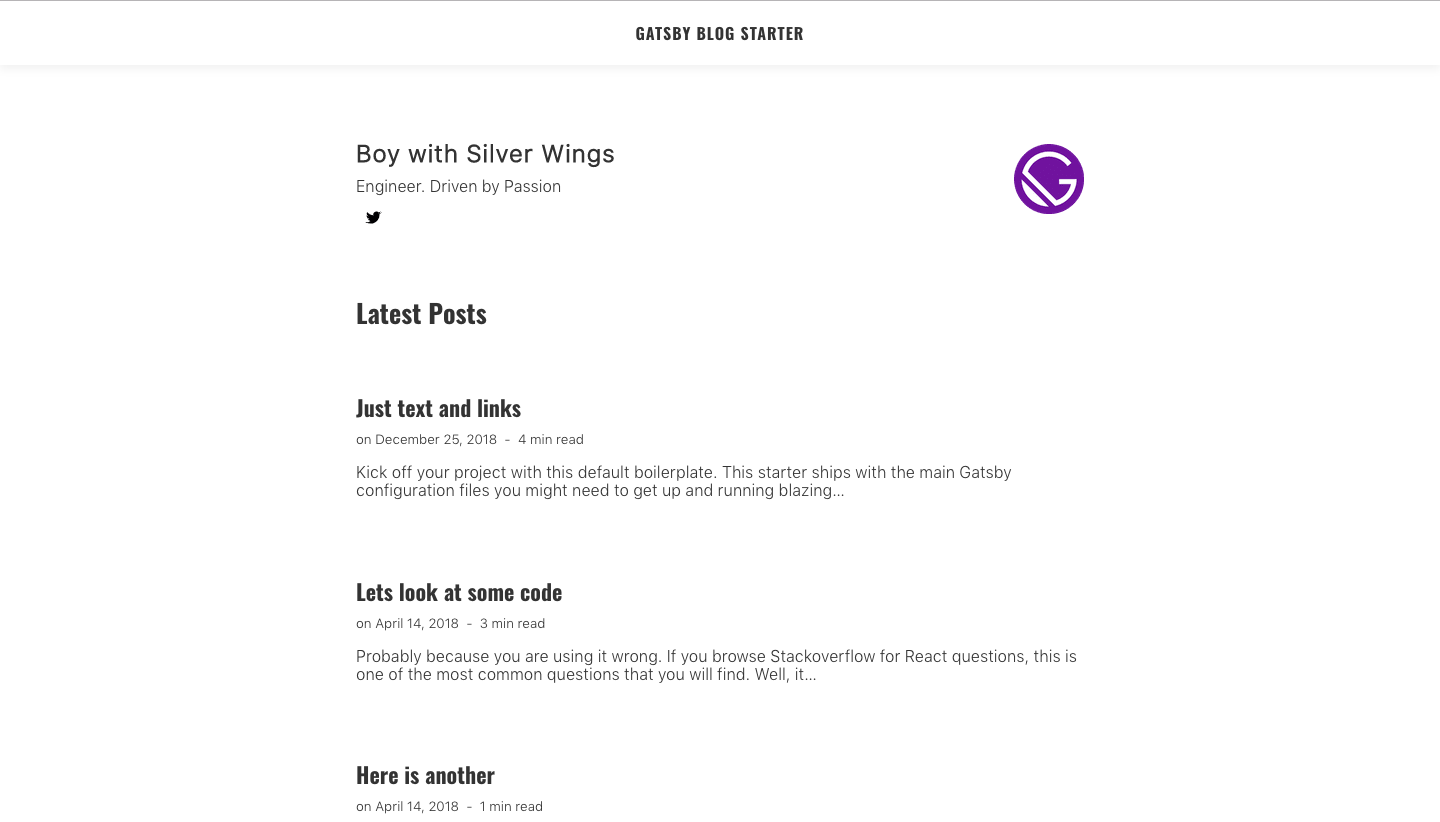 GATSBY BLOG STARTER
Boy with Silver Wings
Engineer. Driven by Passion
Latest Posts
Just text and links
on December 25, 2018 - 4 min read
Kick off your project with this default boilerplate. This starter ships with the main Gatsby
configuration files you might need to get up and running blazing...
Lets look at some code
on April 14, 2018 - 3 min read
Probably because you are using it wrong. If you browse Stackoverflow for React questions, this is
one of the most common questions that you will find. Well, it...
Here is another
on April 14, 2018 - 1 min read